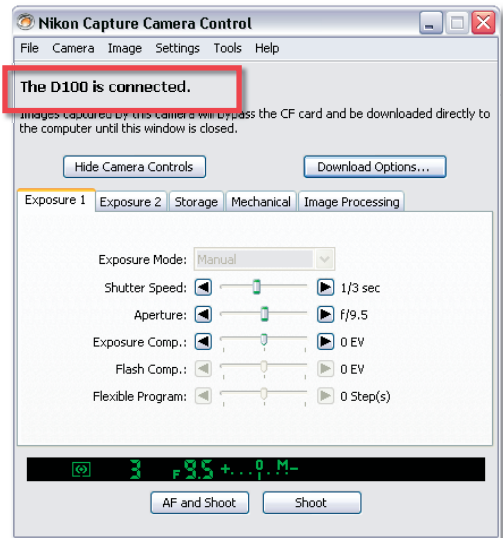 Nikon Capture Camera Control
File Camera Image Settings Tools Help
The D100 is connected.
Images captured by this camera will bypass the CF card and be downloaded directly to
the computer until this window is closed.
Hide Camera Controls Download Options...
Exposure 1 Exposure 2 Storage Mechanical Image Processing
Exposure Mode: Manual
Shutter Speed: 1/3 sec
Aperture: f/9.5
Exposure Comp.: 0 EV
Flash Comp.: 0 EV
Flexible Program: 0 Step(s)
3 F9.5 +...0..M-
AF and Shoot Shoot